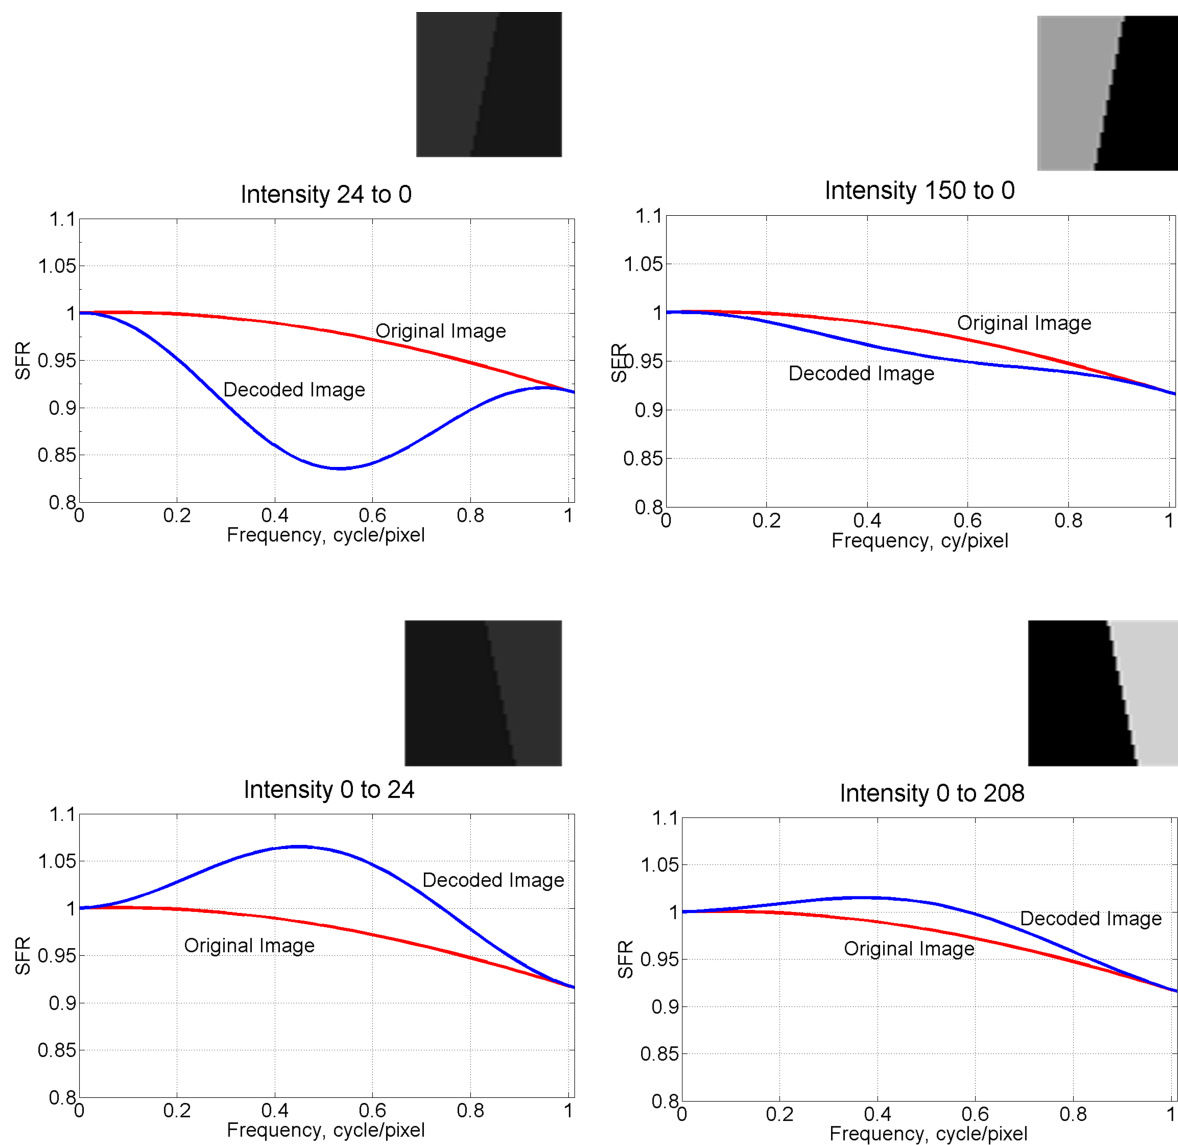 Intensity 24 to 0
1.1
1.05
1
0.95
0.9
0.85
0.8
SFR
Original Image
Decoded Image
0 0.2 0.4 0.6 0.8 1
Frequency, cycle/pixel
Intensity 150 to 0
1.1
1.05
1
0.95
0.9
0.85
0.8
SFR
Original Image
Decoded Image
0 0.2 0.4 0.6 0.8 1
Frequency, cy/pixel
Intensity 0 to 24
1.1
1.05
1
0.95
0.9
0.85
0.8
SFR
Decoded Image
Original Image
0 0.2 0.4 0.6 0.8 1
Frequency, cycle/pixel
Intensity 0 to 208
1.1
1.05
1
0.95
0.9
0.85
0.8
SFR
Decoded Image
Original Image
0 0.2 0.4 0.6 0.8 1
Frequency, cycle/pixel